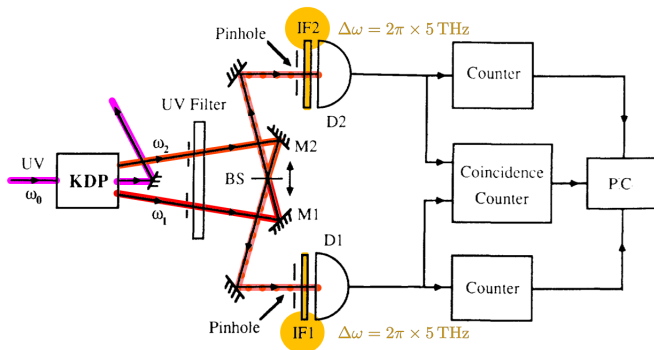 Pinhole
IF2
Δω = 2π × 5 THz
UV Filter
D2
Counter
UV
ω₀
KDP
ω₂
M2
BS
Coincidence
Counter
PC
ω₁
M1
D1
Counter
Pinhole
IF1
Δω = 2π × 5 THz